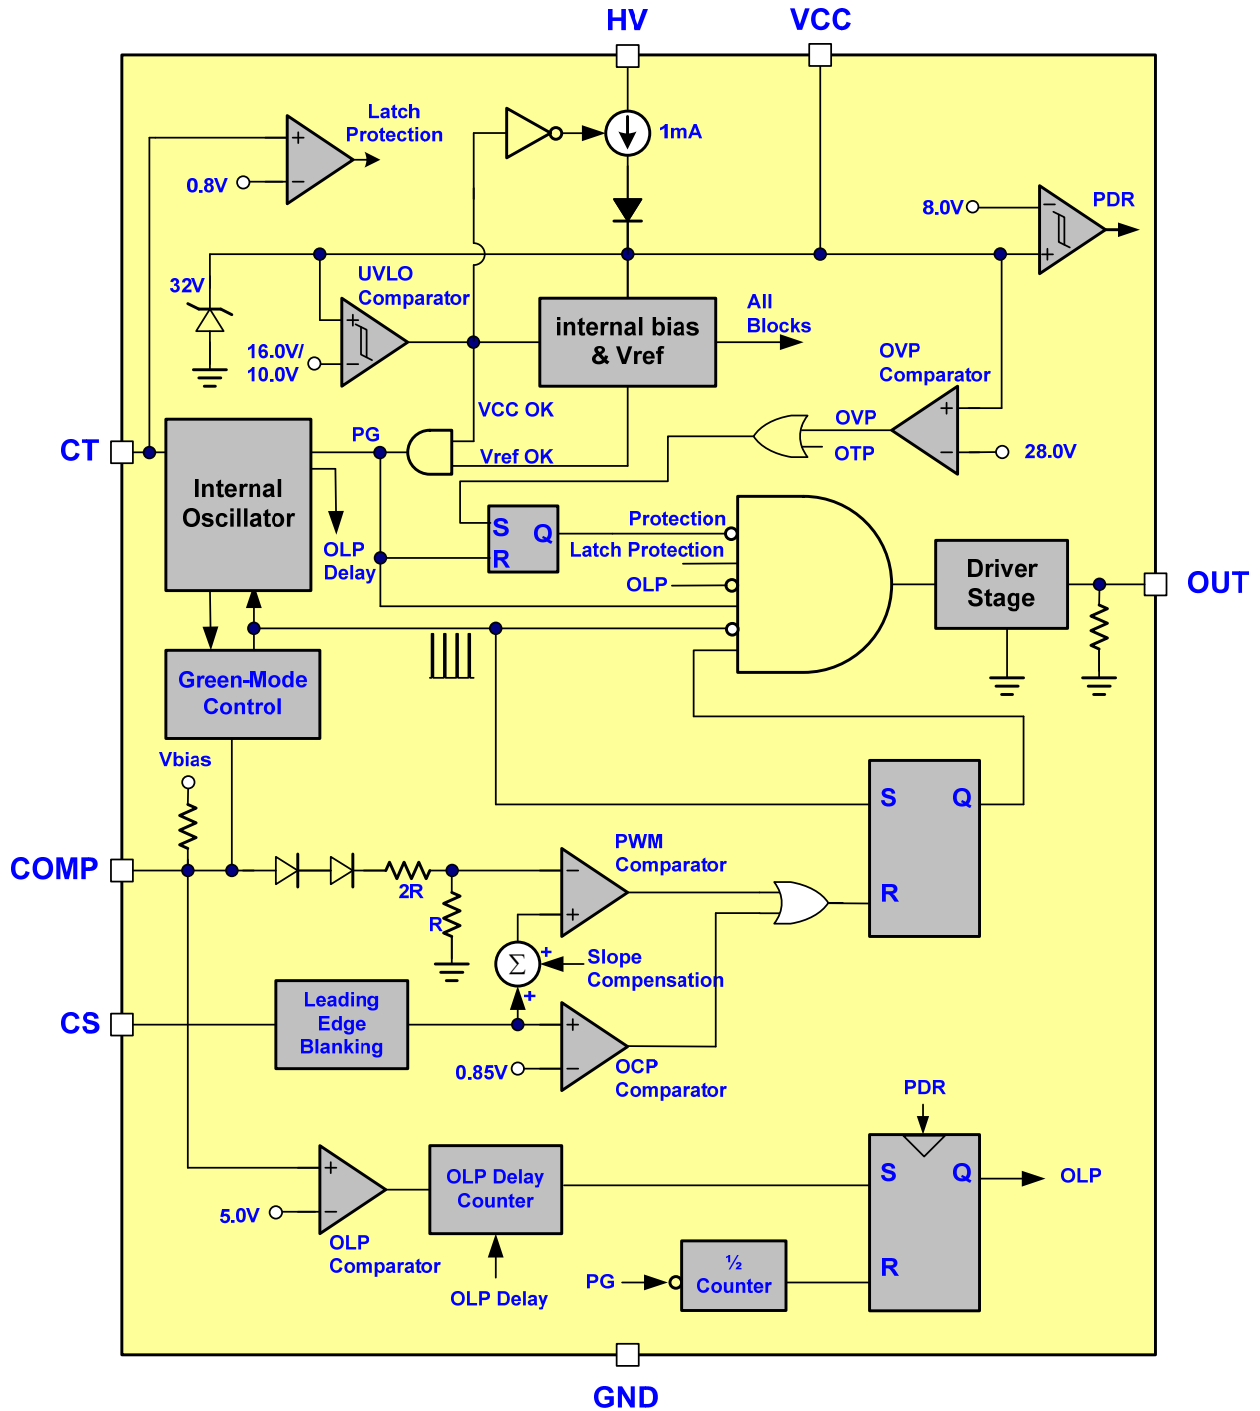 HV
VCC
Latch
Protection
+
−
0.8V
1mA
8.0V
−
+
PDR
32V
UVLO
Comparator
+
−
16.0V/
10.0V
internal bias
& Vref
All
Blocks
OVP
Comparator
+
−
28.0V
VCC OK
Vref OK
PG
OVP
OTP
CT
Internal
Oscillator
OLP
Delay
S
Q
R
Protection
Latch Protection
OLP
Driver
Stage
OUT
Green-Mode
Control
Vbias
COMP
2R
R
PWM
Comparator
−
+
S
Q
R
Σ
+
+
Slope
Compensation
CS
Leading
Edge
Blanking
+
−
0.85V
OCP
Comparator
PDR
+
−
5.0V
OLP
Comparator
OLP Delay
Counter
OLP Delay
S
Q
R
OLP
PG
½
Counter
GND